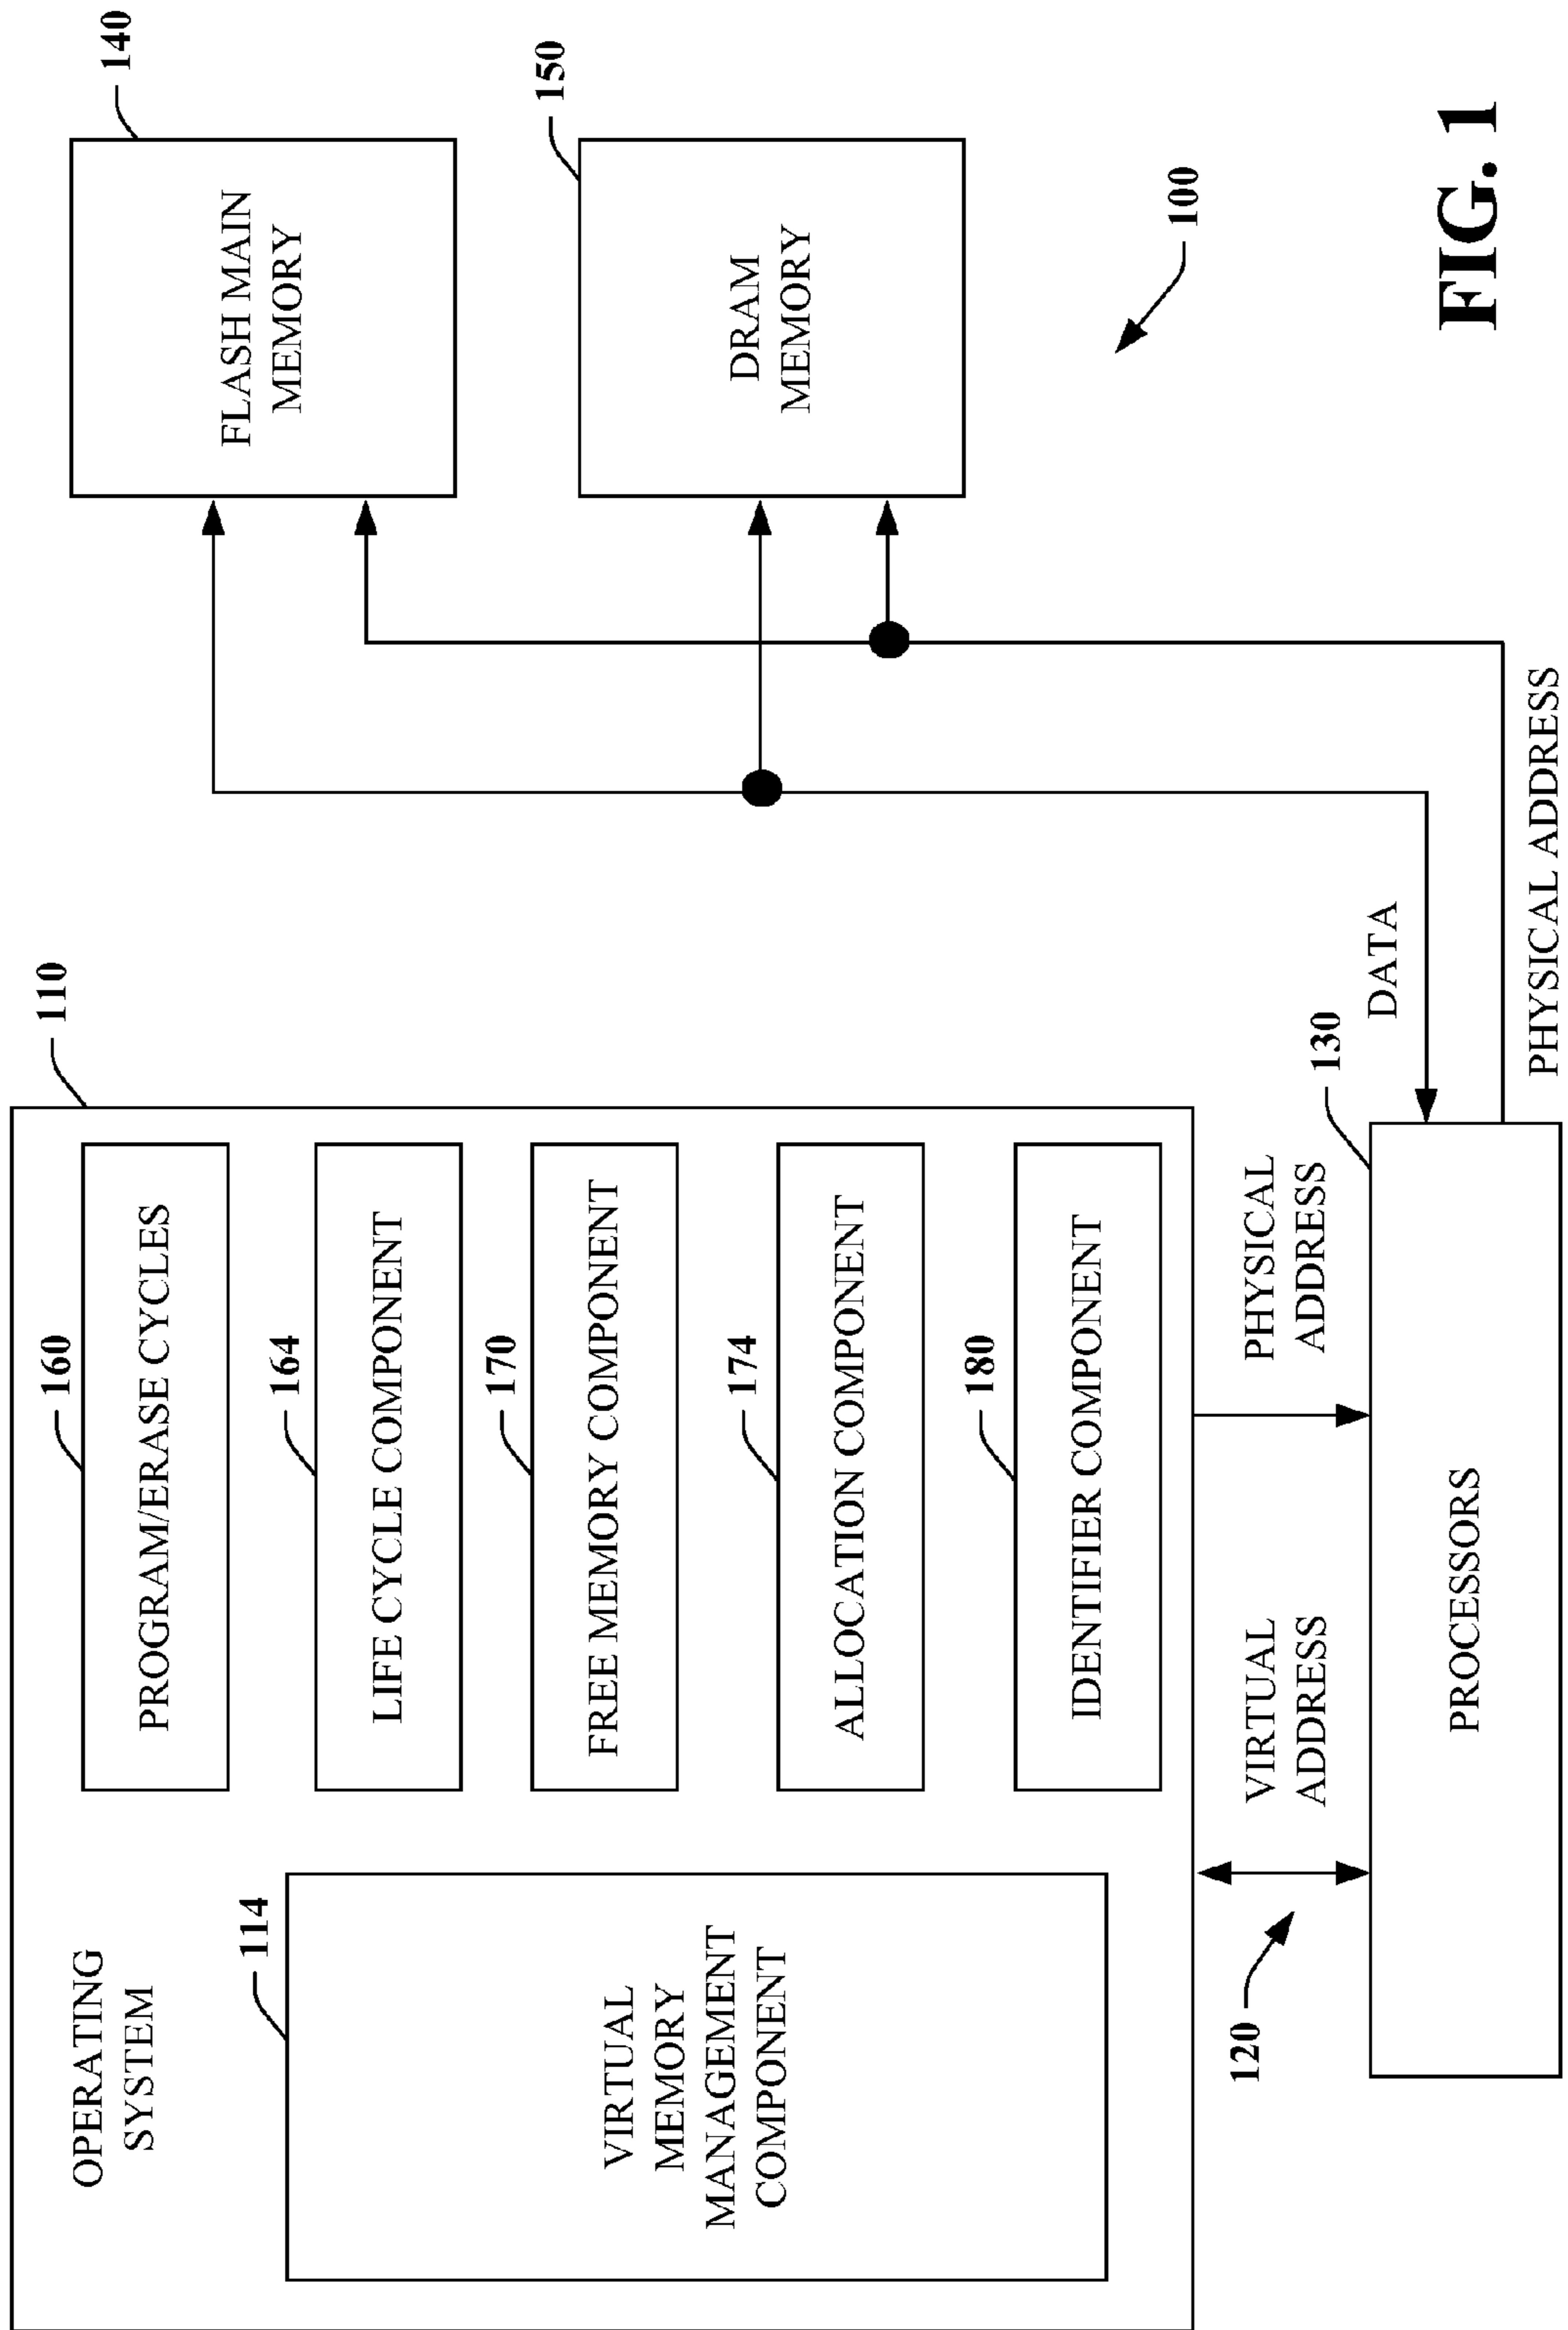 OPERATING
SYSTEM
110
114
VIRTUAL
MEMORY
MANAGEMENT
COMPONENT
160
PROGRAM/ERASE CYCLES
164
LIFE CYCLE COMPONENT
170
FREE MEMORY COMPONENT
174
ALLOCATION COMPONENT
180
IDENTIFIER COMPONENT
120
VIRTUAL
ADDRESS
PHYSICAL
ADDRESS
130
PROCESSORS
DATA
PHYSICAL ADDRESS
140
FLASH MAIN
MEMORY
150
DRAM
MEMORY
100
FIG. 1